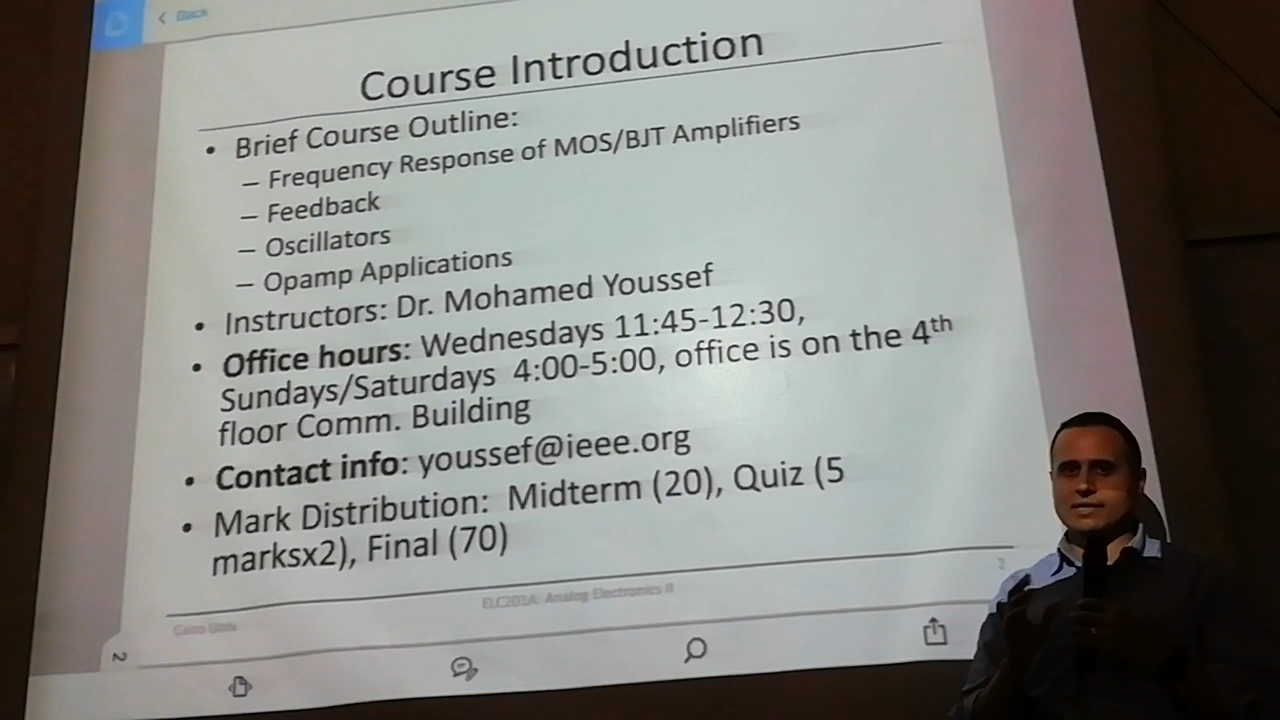 < Back
Course Introduction
• Brief Course Outline:
– Frequency Response of MOS/BJT Amplifiers
– Feedback
– Oscillators
– Opamp Applications
• Instructors: Dr. Mohamed Youssef
• Office hours: Wednesdays 11:45-12:30,
Sundays/Saturdays 4:00-5:00, office is on the 4th
floor Comm. Building
• Contact info: youssef@ieee.org
• Mark Distribution: Midterm (20), Quiz (5
marksx2), Final (70)
Cairo Univ.
ELC201A: Analog Electronics II
2
2